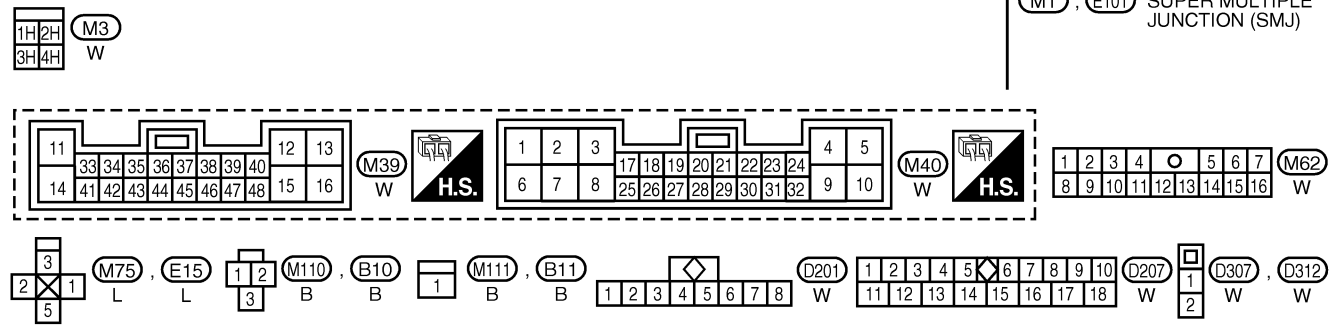 M1 , E101 SUPER MULTIPLE
JUNCTION (SMJ)
1H 2H M3
3H 4H W
11 12 13 1 2 3 4 5
33 34 35 36 37 38 39 40 M39 H.S. 17 18 19 20 21 22 23 24 M40 H.S. 1 2 3 4 5 6 7 M62
14 41 42 43 44 45 46 47 48 15 16 W 6 7 8 25 26 27 28 29 30 31 32 9 10 W 8 9 10 11 12 13 14 15 16 W
3 M75 , E15 1 2 M110 , B10 M111 , B11 D201 1 2 3 4 5 6 7 8 9 10 D207 D307 , D312
2 1 L L 3 B B 1 B B 1 2 3 4 5 6 7 8 W 11 12 13 14 15 16 17 18 W 1 W W
5 2